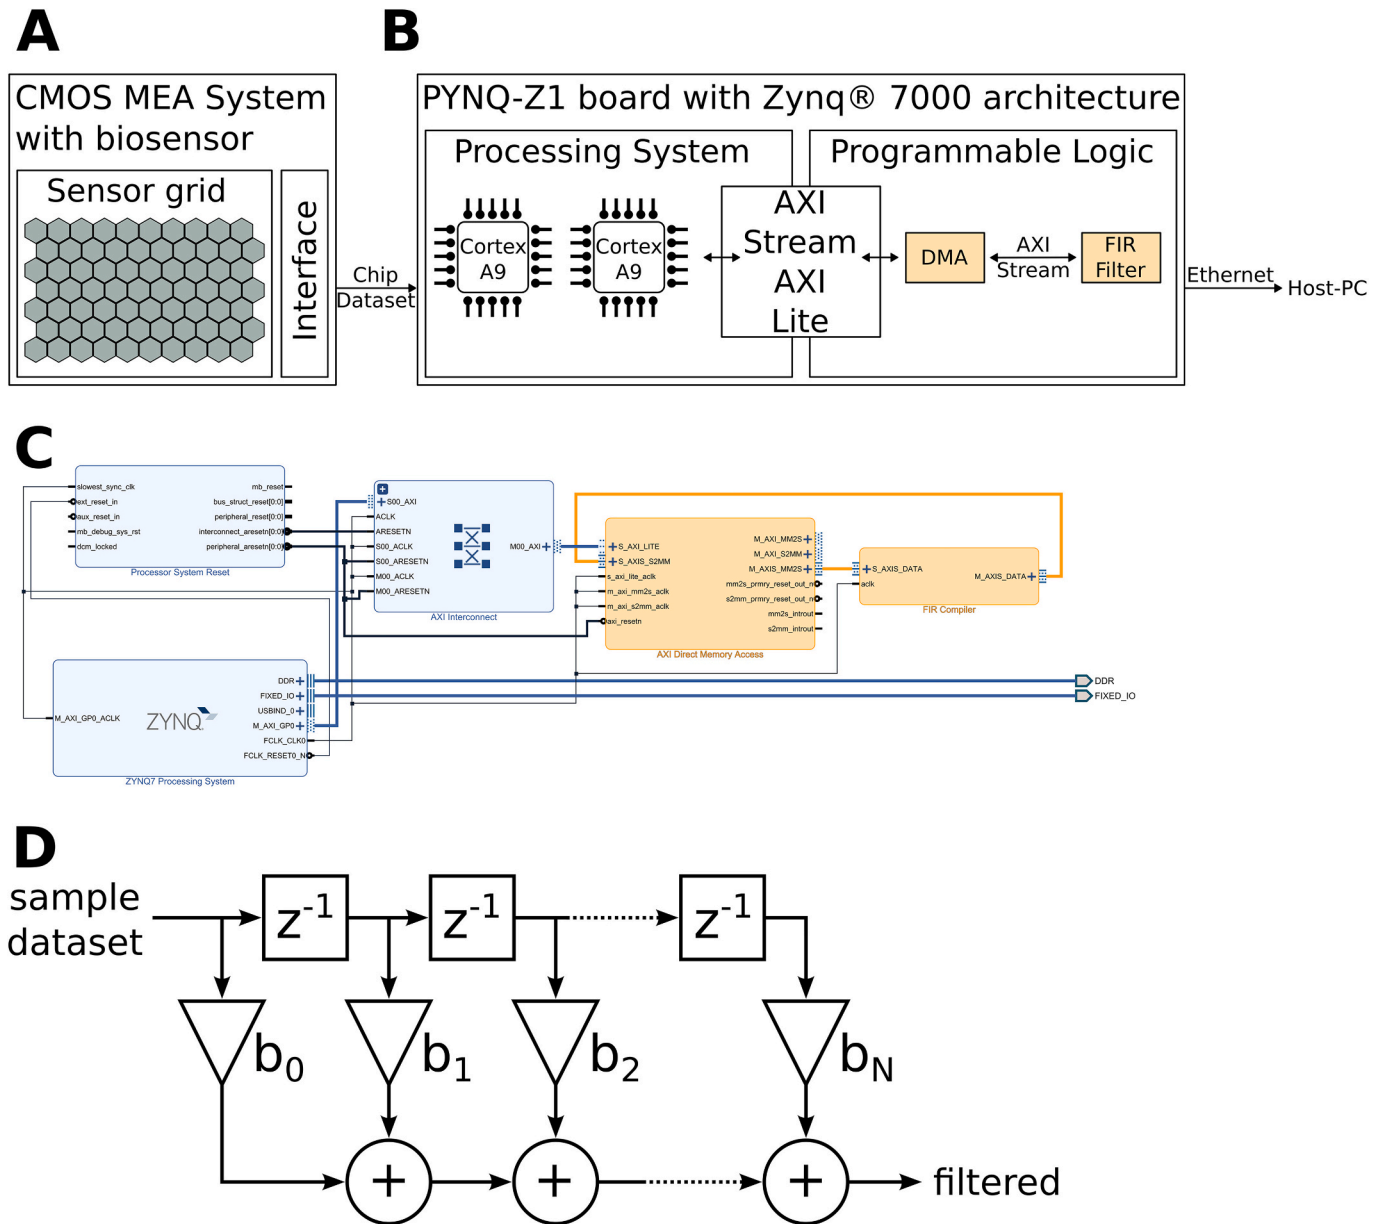 A
CMOS MEA System
with biosensor
Sensor grid
Interface
Chip
Dataset
B
PYNQ-Z1 board with Zynq® 7000 architecture
Processing System
Programmable Logic
Cortex
A9
Cortex
A9
AXI
Stream
AXI
Lite
DMA
AXI
Stream
FIR
Filter
Ethernet
Host-PC
C
slowest_sync_clk
ext_reset_in
aux_reset_in
mb_debug_sys_rst
dcm_locked
mb_reset
bus_struct_reset[0:0]
peripheral_reset[0:0]
interconnect_aresetn[0:0]
peripheral_aresetn[0:0]
Processor System Reset
S00_AXI
ACLK
ARESETN
S00_ACLK
S00_ARESETN
M00_ACLK
M00_ARESETN
M00_AXI
AXI Interconnect
S_AXI_LITE
S_AXIS_S2MM
s_axi_lite_aclk
m_axi_mm2s_aclk
m_axi_s2mm_aclk
axi_resetn
M_AXI_MM2S
M_AXI_S2MM
M_AXIS_MM2S
mm2s_prmry_reset_out_n
s2mm_prmry_reset_out_n
mm2s_introut
s2mm_introut
AXI Direct Memory Access
S_AXIS_DATA
aclk
M_AXIS_DATA
FIR Compiler
M_AXI_GP0_ACLK
ZYNQ
DDR
FIXED_IO
USBIND_0
M_AXI_GP0
FCLK_CLK0
FCLK_RESET0_N
ZYNQ7 Processing System
DDR
FIXED_IO
D
sample
dataset
z-1
z-1
z-1
b0
b1
b2
bN
+
+
+
filtered